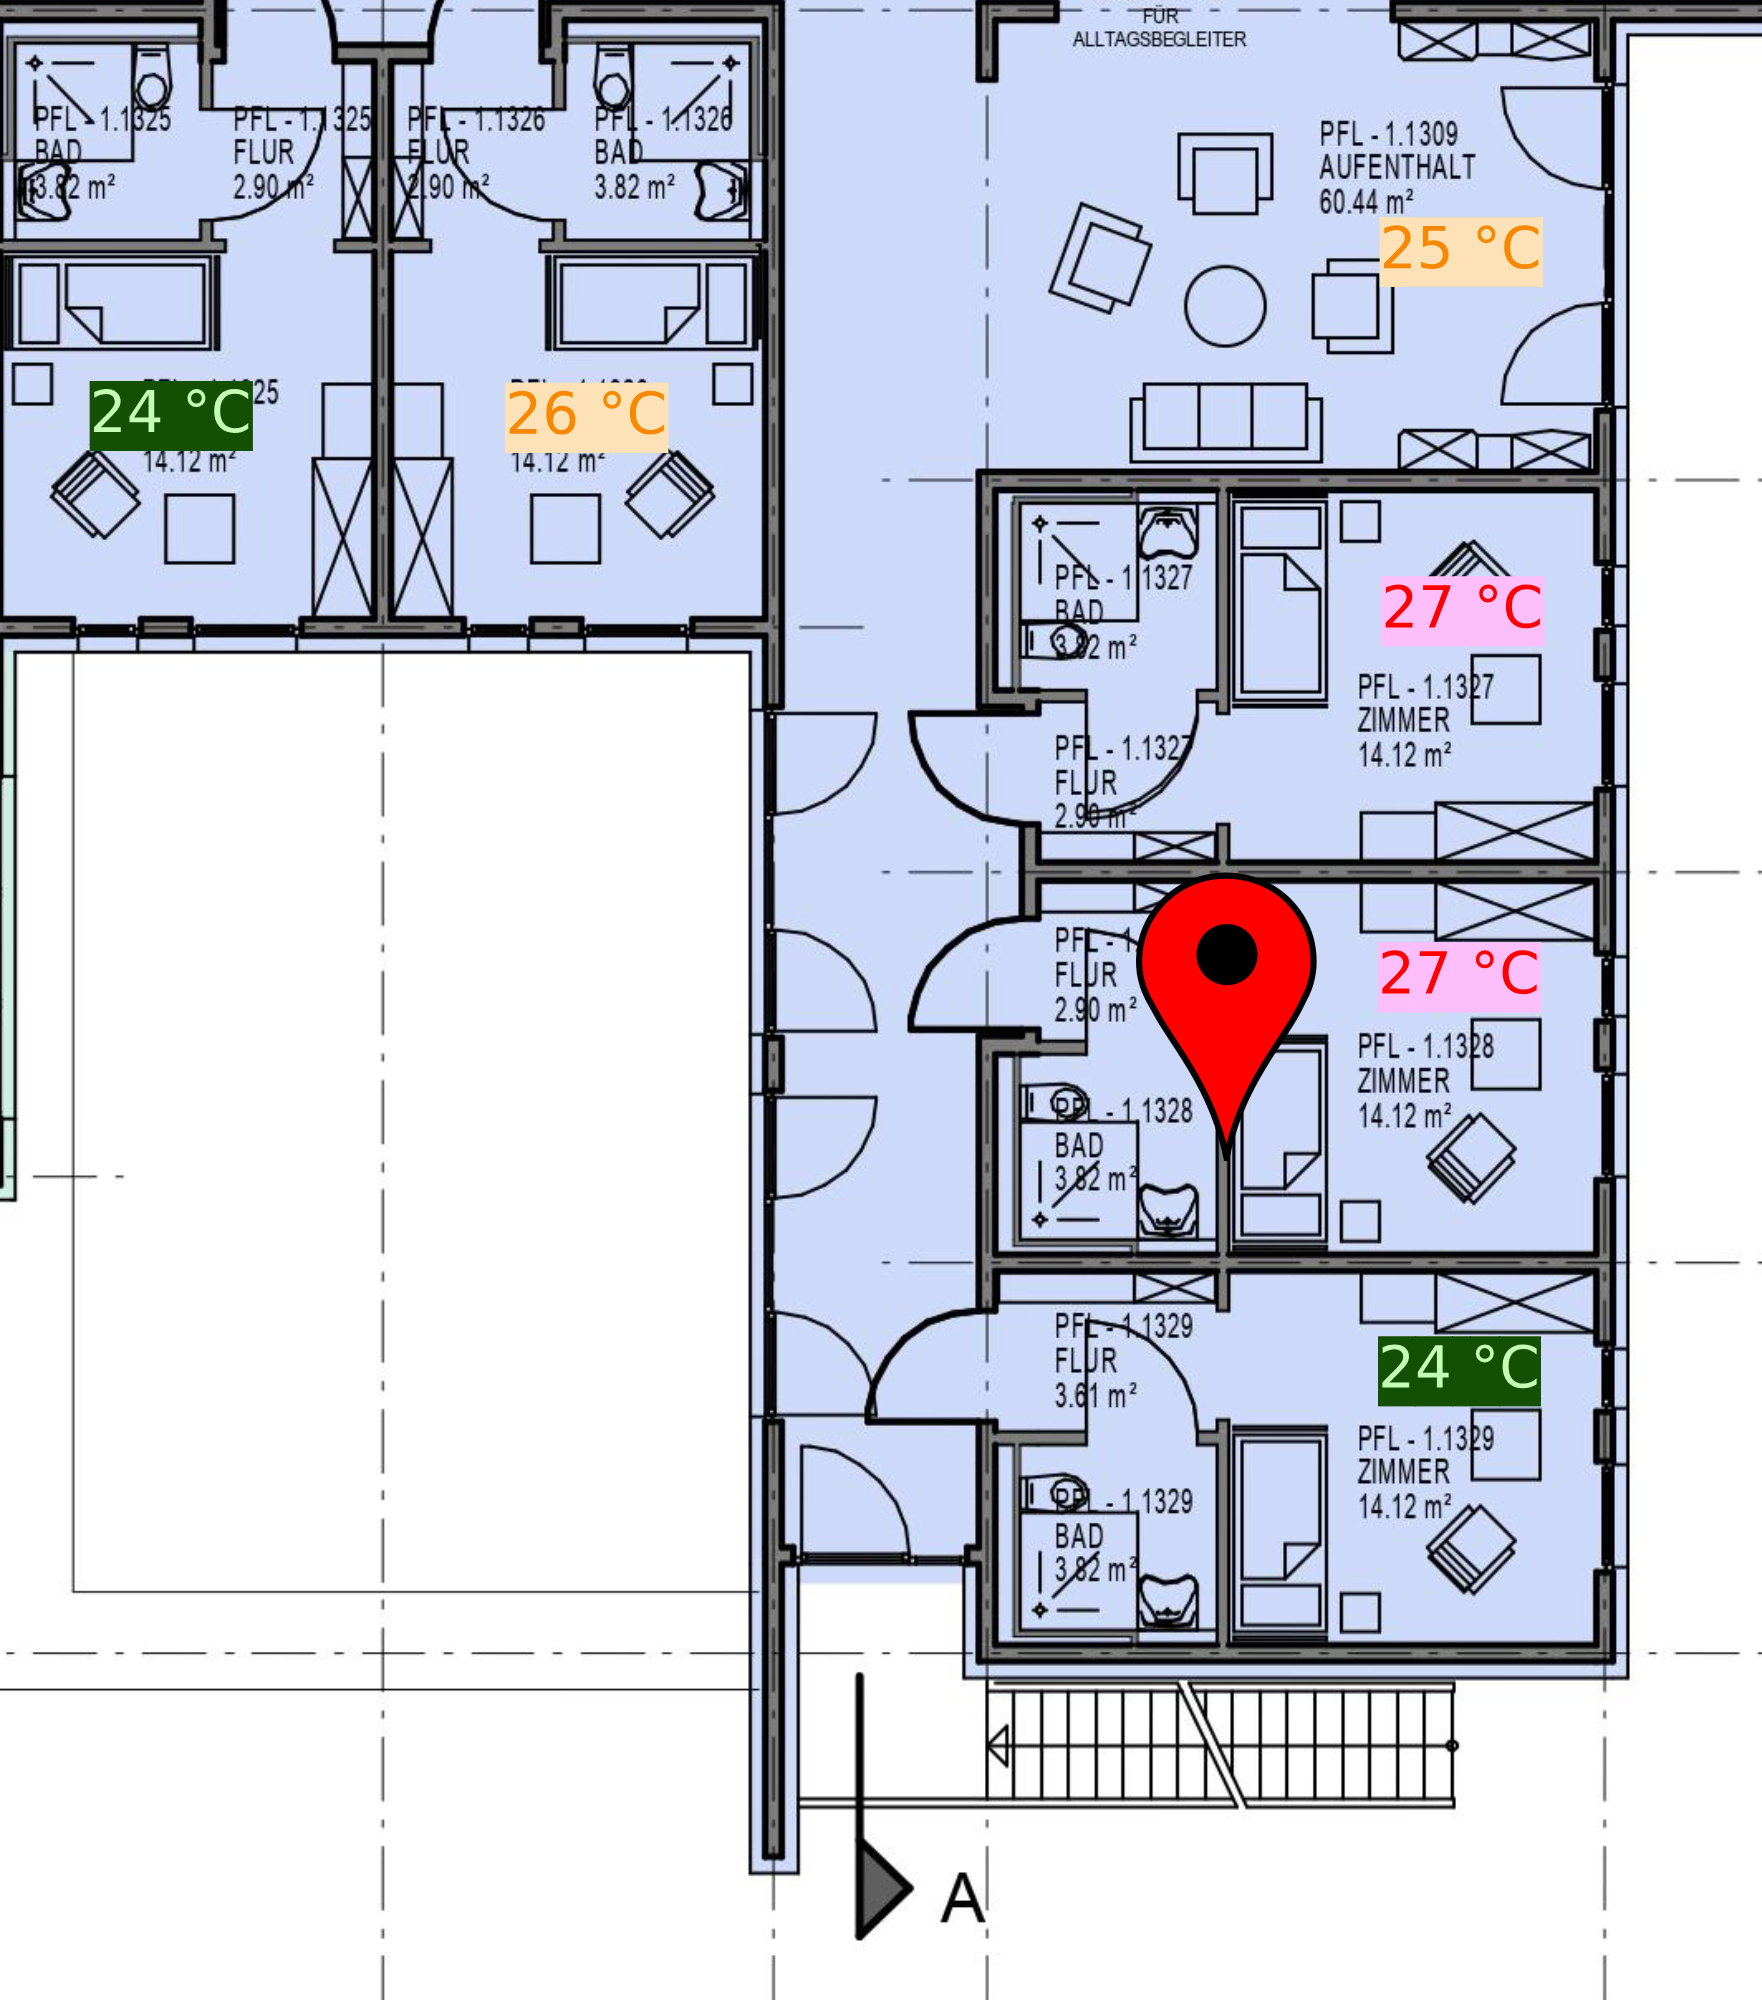 FÜR
ALLTAGSBEGLEITER
PFL - 1.1325
BAD
3.82 m²
PFL - 1.1325
FLUR
2.90 m²
PFL - 1.1326
FLUR
2.90 m²
PFL - 1.1326
BAD
3.82 m²
PFL - 1.1309
AUFENTHALT
60.44 m²
25 °C
24 °C
14.12 m²
26 °C
14.12 m²
PFL - 1.1327
BAD
3.82 m²
27 °C
PFL - 1.1327
ZIMMER
14.12 m²
PFL - 1.1327
FLUR
2.90 m²
FLUR
2.90 m²
27 °C
PFL - 1.1328
ZIMMER
14.12 m²
PFL - 1.1328
BAD
3.82 m²
PFL - 1.1329
FLUR
3.61 m²
24 °C
PFL - 1.1329
ZIMMER
14.12 m²
PFL - 1.1329
BAD
3.82 m²
A